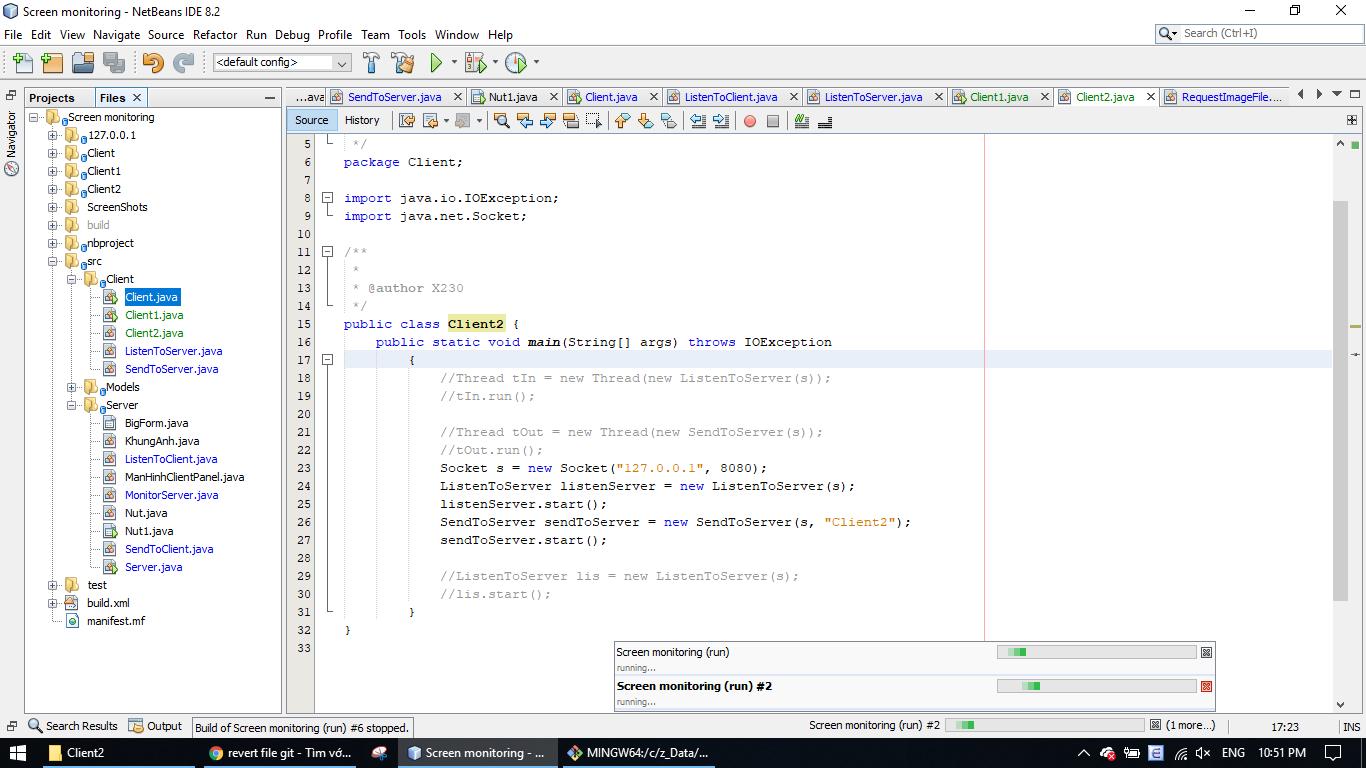 Screen monitoring - NetBeans IDE 8.2
File Edit View Navigate Source Refactor Run Debug Profile Team Tools Window Help
Search (Ctrl+I)
<default config>
Projects Files
Navigator
Screen monitoring
127.0.0.1
Client
Client1
Client2
ScreenShots
build
nbproject
src
Client
Client.java
Client1.java
Client2.java
ListenToServer.java
SendToServer.java
Models
Server
BigForm.java
KhungAnh.java
ListenToClient.java
ManHinhClientPanel.java
MonitorServer.java
Nut.java
Nut1.java
SendToClient.java
Server.java
test
build.xml
manifest.mf
...ava SendToServer.java Nut1.java Client.java ListenToClient.java ListenToServer.java Client1.java Client2.java RequestImageFile....
Source History
5 */
6 package Client;
7
8 import java.io.IOException;
9 import java.net.Socket;
10
11 /**
12 *
13 * @author X230
14 */
15 public class Client2 {
16 public static void main(String[] args) throws IOException
17 {
18 //Thread tIn = new Thread(new ListenToServer(s));
19 //tIn.run();
20
21 //Thread tOut = new Thread(new SendToServer(s));
22 //tOut.run();
23 Socket s = new Socket("127.0.0.1", 8080);
24 ListenToServer listenServer = new ListenToServer(s);
25 listenServer.start();
26 SendToServer sendToServer = new SendToServer(s, "Client2");
27 sendToServer.start();
28
29 //ListenToServer lis = new ListenToServer(s);
30 //lis.start();
31 }
32 }
33
Screen monitoring (run)
running...
Screen monitoring (run) #2
running...
Search Results Output Build of Screen monitoring (run) #6 stopped. Screen monitoring (run) #2 (1 more...) 17:23 INS
Client2 revert file git - Tìm vớ... Screen monitoring - ... MINGW64:/c/z_Data/... ENG 10:51 PM